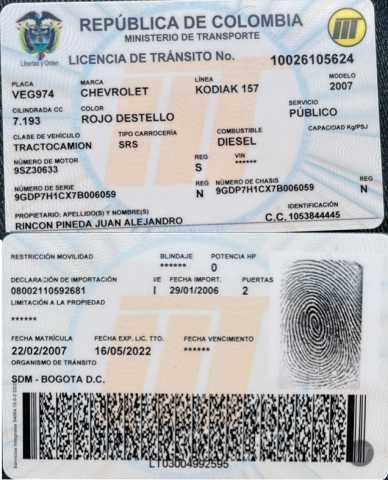 REPÚBLICA DE COLOMBIA
MINISTERIO DE TRANSPORTE
Libertad y Orden
LICENCIA DE TRÁNSITO No. 10026105624
PLACA MARCA LÍNEA MODELO
VEG974 CHEVROLET KODIAK 157 2007
CILINDRADA CC COLOR SERVICIO
7.193 ROJO DESTELLO PÚBLICO
CLASE DE VEHÍCULO TIPO CARROCERÍA COMBUSTIBLE CAPACIDAD Kg/PSJ
TRACTOCAMION SRS DIESEL
NÚMERO DE MOTOR REG VIN
9SZ30633 S ******
NÚMERO DE SERIE REG NÚMERO DE CHASIS REG
9GDP7H1CX7B006059 N 9GDP7H1CX7B006059 N
PROPIETARIO: APELLIDO(S) Y NOMBRE(S) IDENTIFICACIÓN
RINCON PINEDA JUAN ALEJANDRO C.C. 1053844445
RESTRICCIÓN MOVILIDAD BLINDAJE POTENCIA HP
****** 0
DECLARACIÓN DE IMPORTACIÓN I/E FECHA IMPORT. PUERTAS
08002110592681 I 29/01/2006 2
LIMITACIÓN A LA PROPIEDAD
******
FECHA MATRÍCULA FECHA EXP. LIC. TTO. FECHA VENCIMIENTO
22/02/2007 16/05/2022 ******
ORGANISMO DE TRÁNSITO
SDM - BOGOTA D.C.
LT03004992595